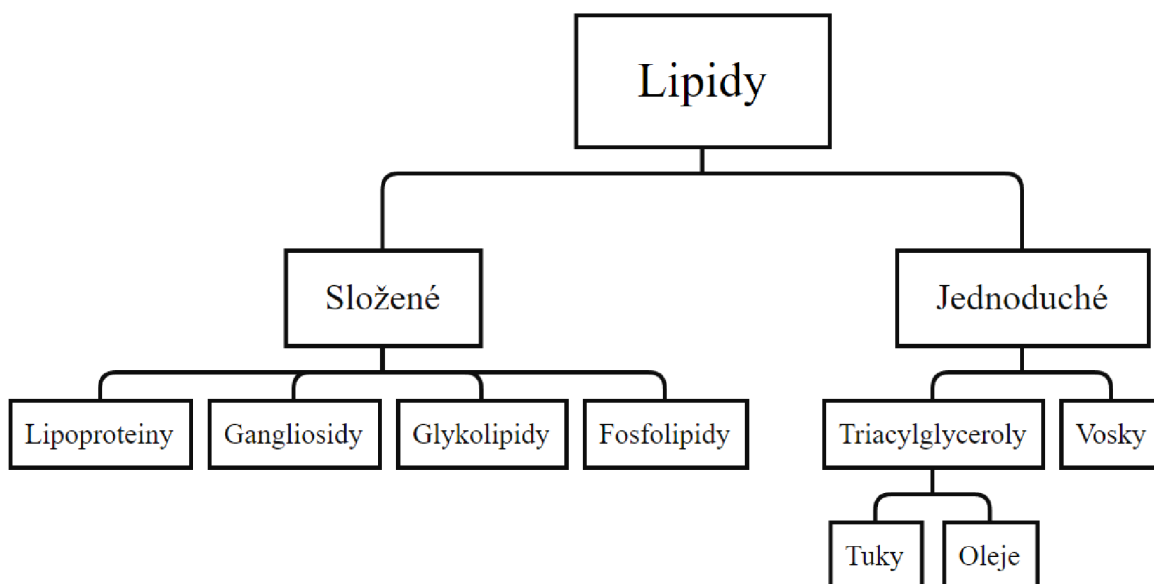 Lipidy
Složené
Jednoduché
Lipoproteiny
Gangliosidy
Glykolipidy
Fosfolipidy
Triacylglyceroly
Vosky
Tuky
Oleje